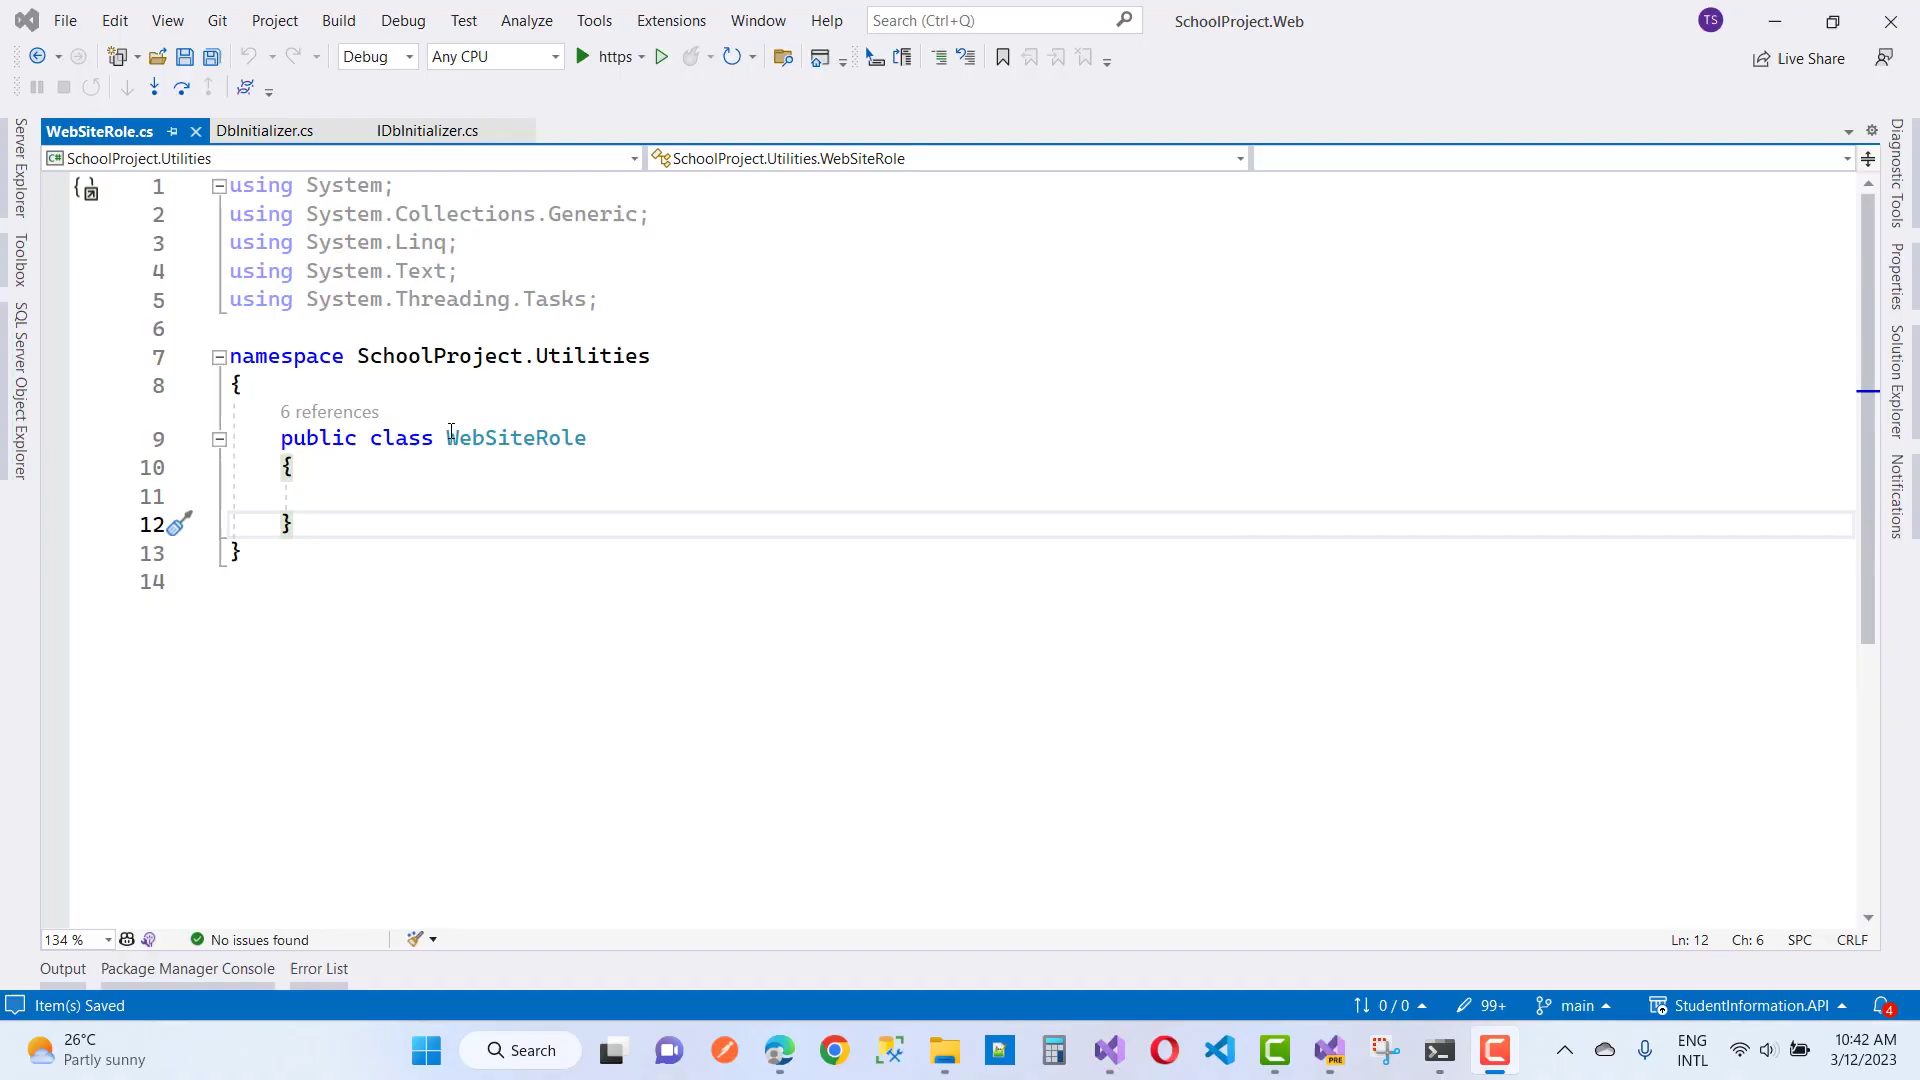 File Edit View Git Project Build Debug Test Analyze Tools Extensions Window Help Search (Ctrl+Q) SchoolProject.Web TS
Debug Any CPU https Live Share
WebSiteRole.cs DbInitializer.cs IDbInitializer.cs
SchoolProject.Utilities SchoolProject.Utilities.WebSiteRole
Server Explorer
Toolbox
SQL Server Object Explorer
1 using System;
2 using System.Collections.Generic;
3 using System.Linq;
4 using System.Text;
5 using System.Threading.Tasks;
6
7 namespace SchoolProject.Utilities
8 {
6 references
9 public class WebSiteRole
10 {
11
12 }
13 }
14
Diagnostic Tools
Properties
Solution Explorer
Notifications
134 % No issues found Ln: 12 Ch: 6 SPC CRLF
Output Package Manager Console Error List
Item(s) Saved 0 / 0 99+ main StudentInformation.API 4
26°C
Partly sunny
Search
PRE
ENG
INTL
10:42 AM
3/12/2023